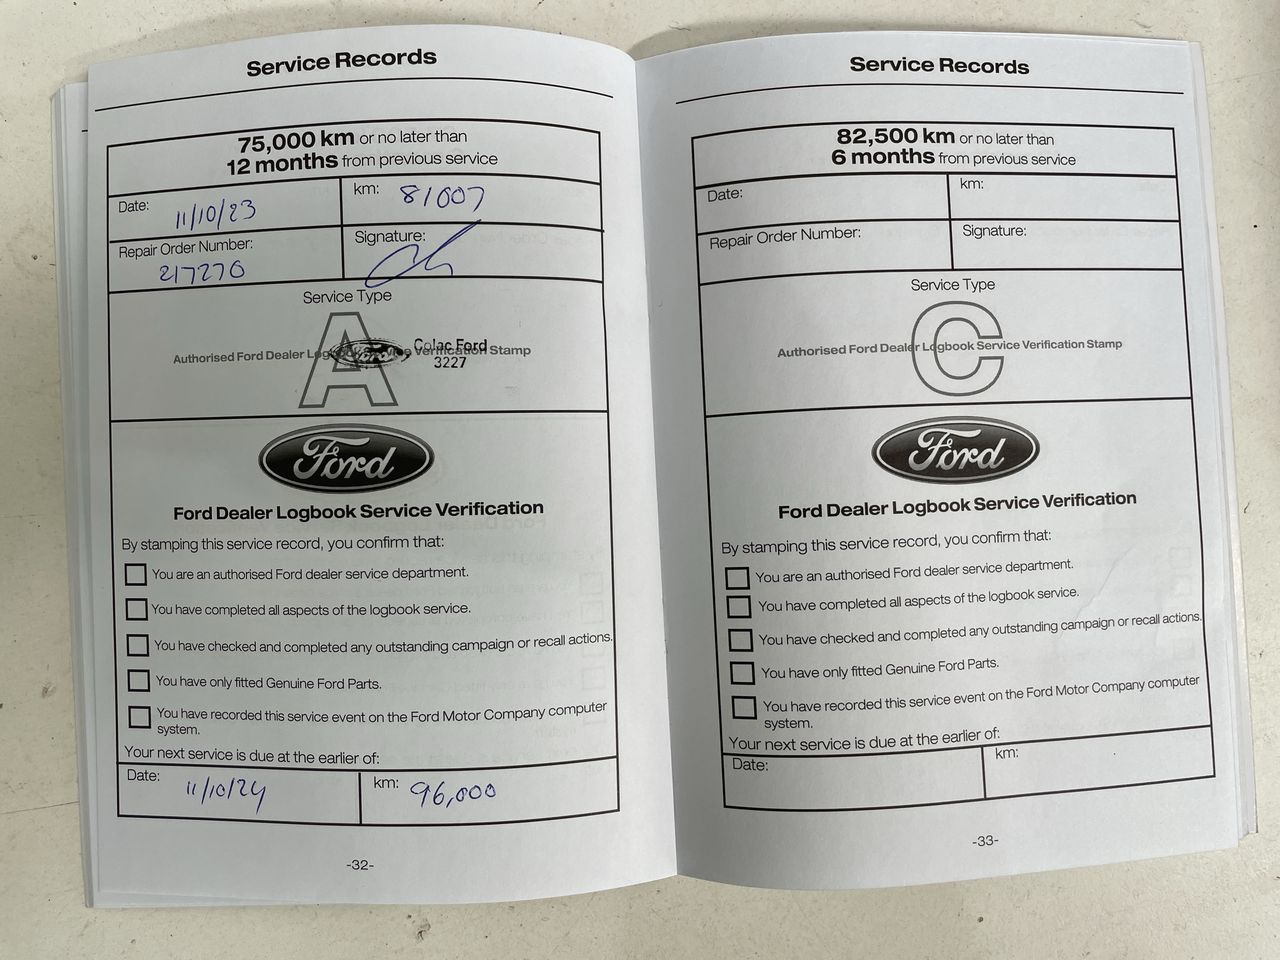 Service Records
75,000 km or no later than
12 months from previous service
Date: 11/10/23
km: 81007
Repair Order Number: 217270
Signature:
Service Type
A
Authorised Ford Dealer Logbook Service Verification Stamp
Colac Ford
3227
Ford
Ford Dealer Logbook Service Verification
By stamping this service record, you confirm that:
You are an authorised Ford dealer service department.
You have completed all aspects of the logbook service.
You have checked and completed any outstanding campaign or recall actions.
You have only fitted Genuine Ford Parts.
You have recorded this service event on the Ford Motor Company computer
system.
Your next service is due at the earlier of:
Date: 11/10/24
km: 96,000
-32-
Service Records
82,500 km or no later than
6 months from previous service
Date:
km:
Repair Order Number:
Signature:
Service Type
C
Authorised Ford Dealer Logbook Service Verification Stamp
Ford
Ford Dealer Logbook Service Verification
By stamping this service record, you confirm that:
You are an authorised Ford dealer service department.
You have completed all aspects of the logbook service.
You have checked and completed any outstanding campaign or recall actions.
You have only fitted Genuine Ford Parts.
You have recorded this service event on the Ford Motor Company computer
system.
Your next service is due at the earlier of:
Date:
km:
-33-